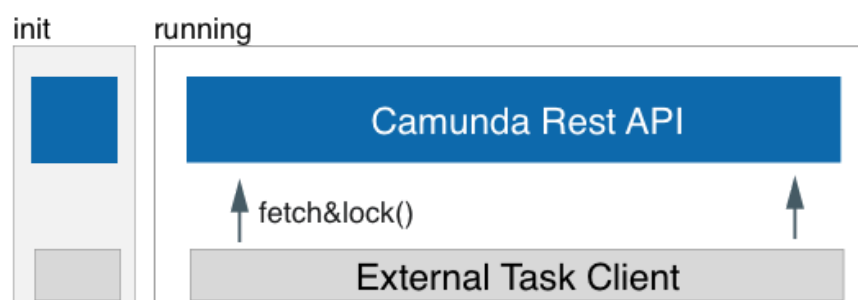 init
running
Camunda Rest API
fetch&lock()
External Task Client